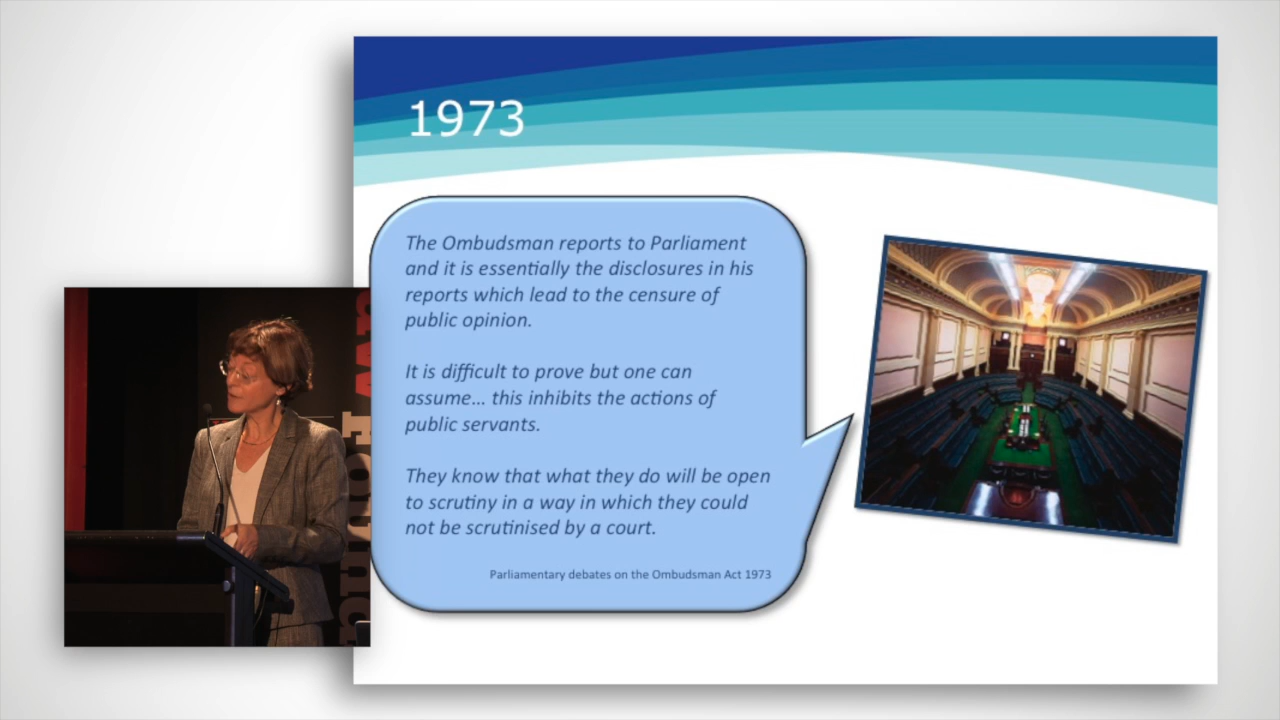 1973
The Ombudsman reports to Parliament
and it is essentially the disclosures in his
reports which lead to the censure of
public opinion.
It is difficult to prove but one can
assume... this inhibits the actions of
public servants.
They know that what they do will be open
to scrutiny in a way in which they could
not be scrutinised by a court.
Parliamentary debates on the Ombudsman Act 1973